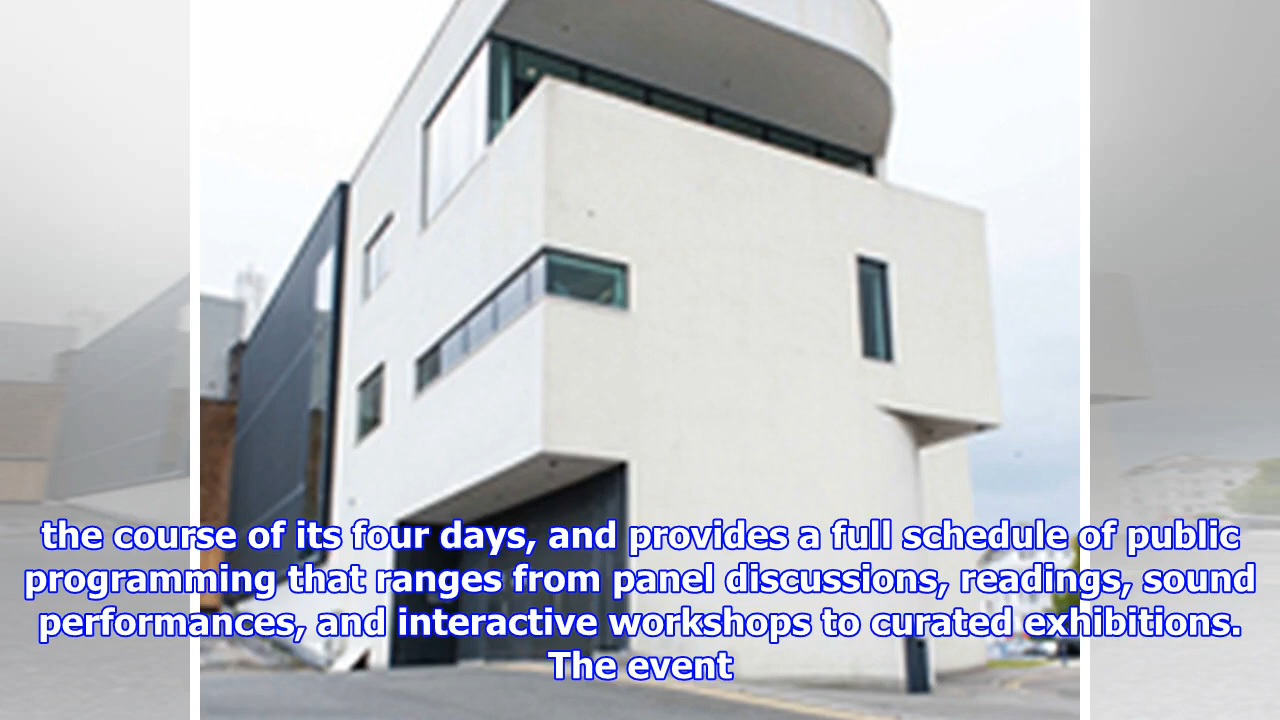 the course of its four days, and provides a full schedule of public
programming that ranges from panel discussions, readings, sound
performances, and interactive workshops to curated exhibitions.
The event